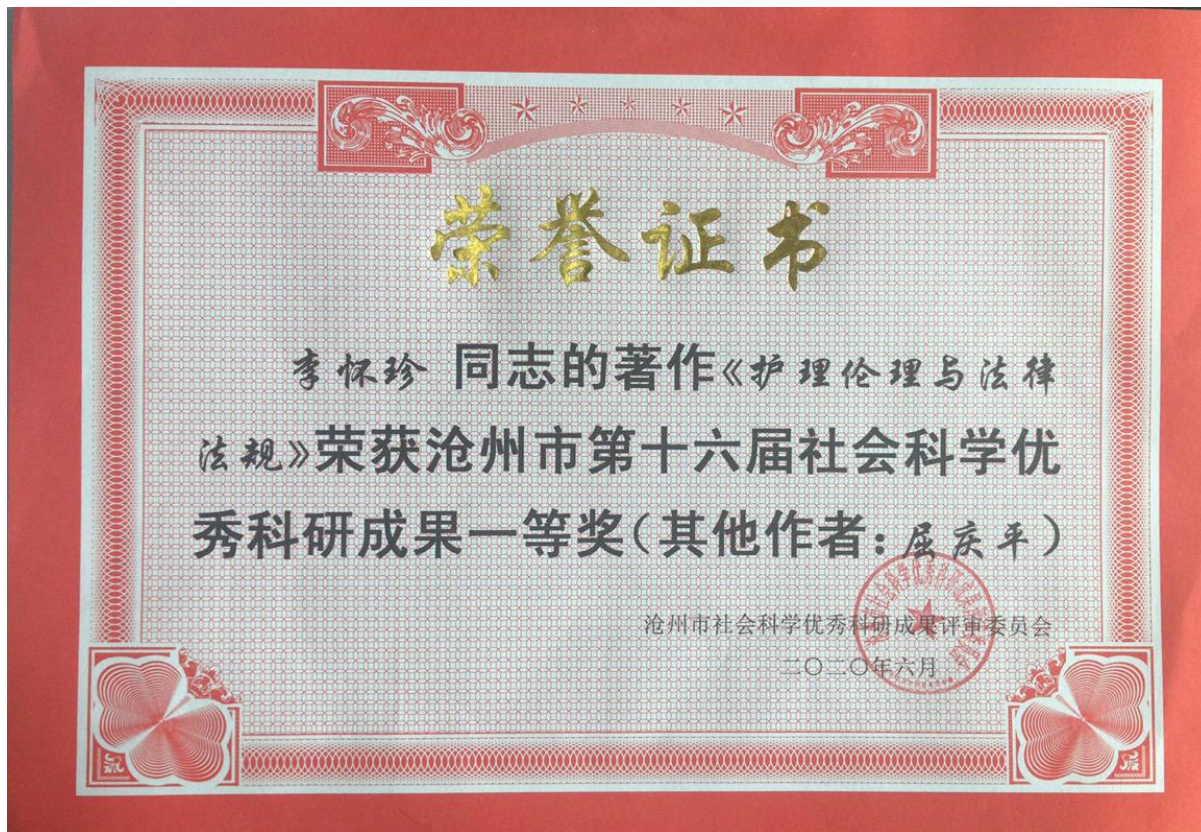 荣誉证书
李怀珍 同志的著作《护理伦理与法律
法规》荣获沧州市第十六届社会科学优
秀科研成果一等奖(其他作者:屈庆平)
沧州市社会科学优秀科研成果评审委员会
二〇二〇年六月